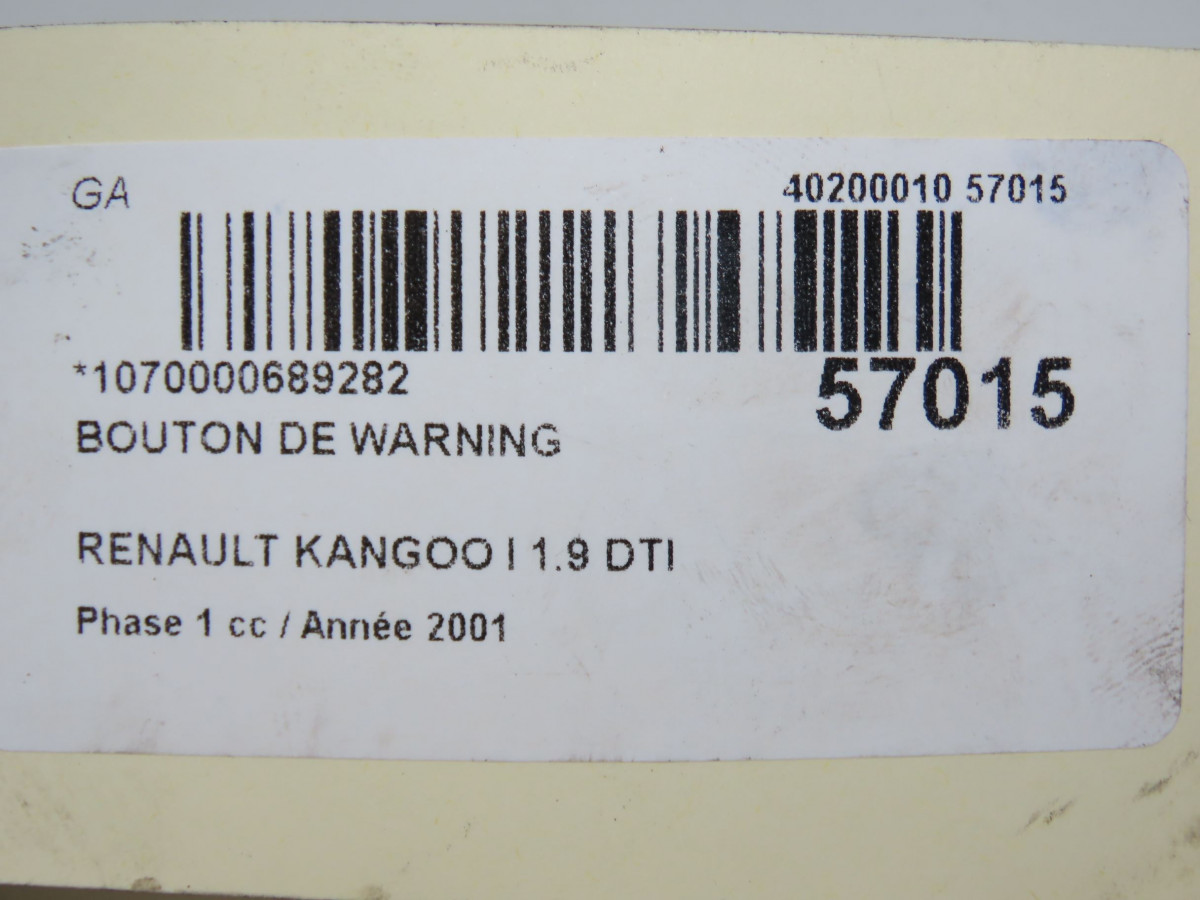 GA
40200010 57015
*1070000689282
57015
BOUTON DE WARNING
RENAULT KANGOO I 1.9 DTI
Phase 1 cc / Année 2001